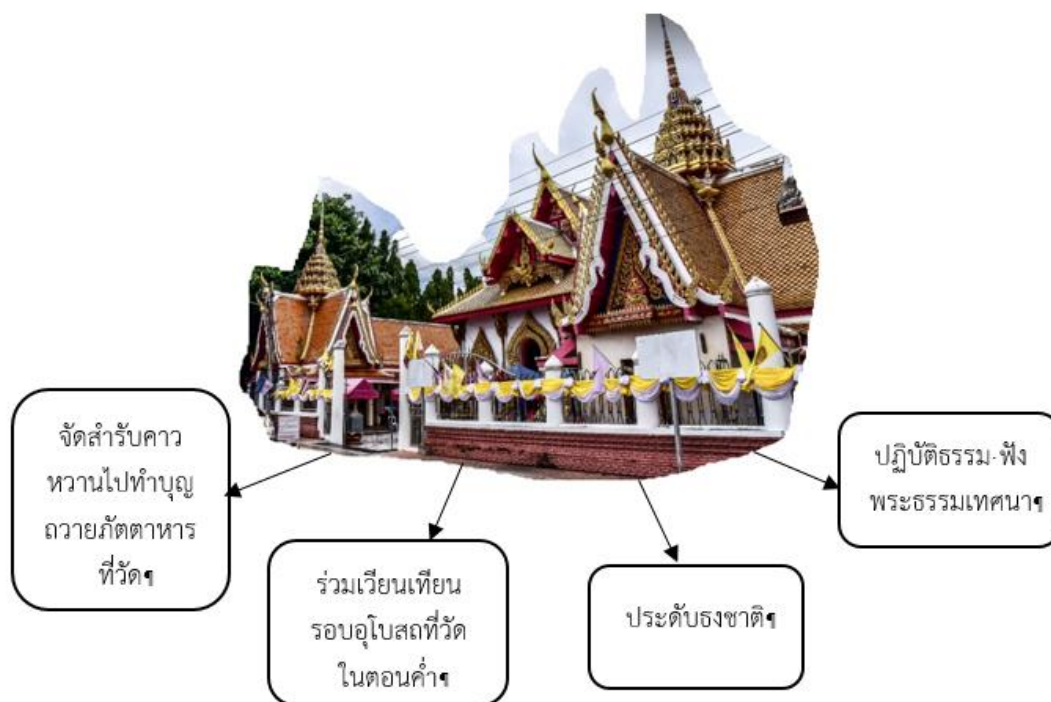 จัดสำรับคาว
หวานไปทำบุญ
ถวายภัตตาหาร
ที่วัด¶
ร่วมเวียนเทียน
รอบอุโบสถที่วัด
ในตอนค่ำ¶
ประดับธงชาติ¶
ปฏิบัติธรรม·ฟัง
พระธรรมเทศนา¶